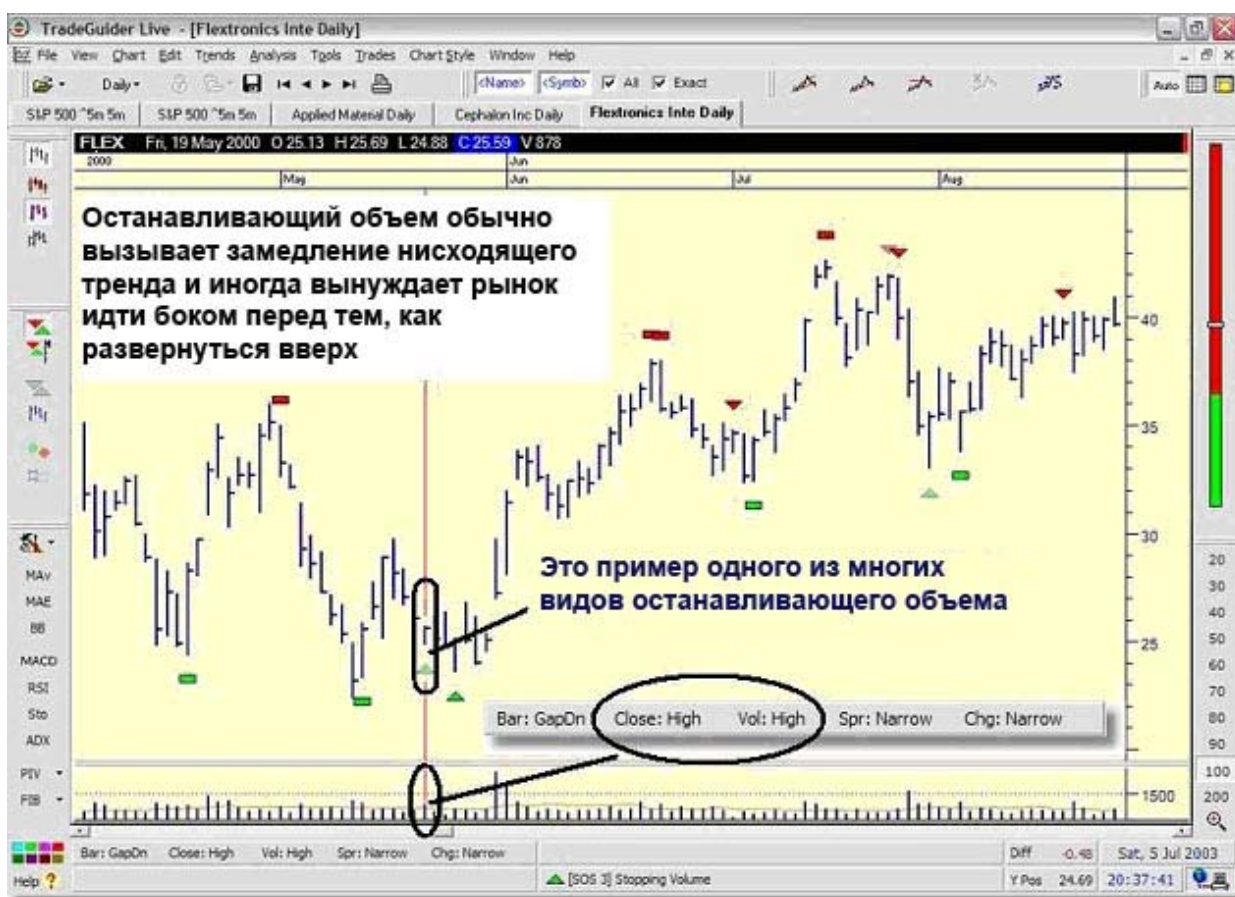 TradeGuider Live - [Flextronics Inte Daily]
File View Chart Edit Trends Analysis Tools Trades Chart Style Window Help
Daily <Name> <Symb> All Exact Auto
S&P 500 ^5m 5m S&P 500 ^5m 5m Applied Material Daily Cephalon Inc Daily Flextronics Inte Daily
FLEX Fri, 19 May 2000 O 25.13 H 25.69 L 24.88 C 25.59 V 878
2000 Jun
May Jun Jul Aug
Останавливающий объем обычно
вызывает замедление нисходящего
тренда и иногда вынуждает рынок
идти боком перед тем, как
развернуться вверх
40
35
30
Это пример одного из многих
видов останавливающего объема
25
Bar: GapDn Close: High Vol: High Spr: Narrow Chg: Narrow
1500
MAv
MAE
BB
MACD
RSI
Sto
ADX
PIV
FIB
20
30
40
50
60
70
80
90
100
200
Bar: GapDn Close: High Vol: High Spr: Narrow Chg: Narrow Diff -0.48 Sat, 5 Jul 2003
Help ? [SOS 3] Stopping Volume Y Pos 24.69 20:37:41